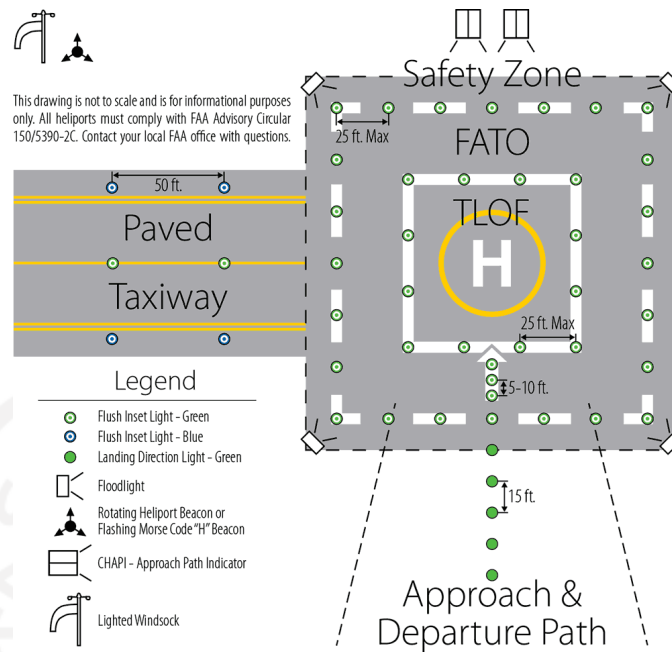 Safety Zone
This drawing is not to scale and is for informational purposes
only. All heliports must comply with FAA Advisory Circular
150/5390-2C. Contact your local FAA office with questions.
25 ft. Max
FATO
50 ft.
TLOF
Paved
H
Taxiway
25 ft. Max
Legend
5-10 ft.
Flush Inset Light - Green
Flush Inset Light - Blue
Landing Direction Light - Green
Floodlight
15 ft.
Rotating Heliport Beacon or
Flashing Morse Code "H" Beacon
CHAPI - Approach Path Indicator
Lighted Windsock
Approach &
Departure Path